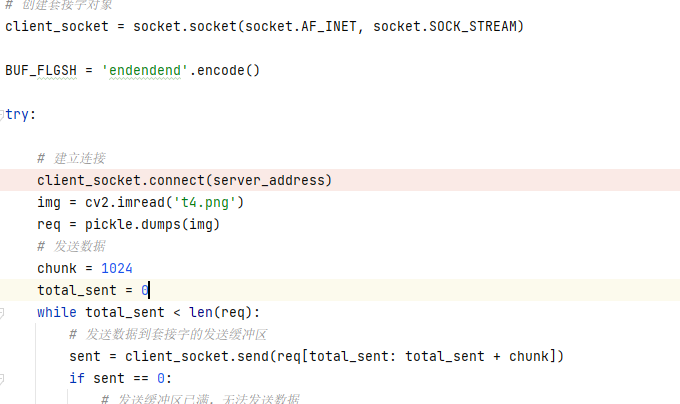 # 创建套接字对象
client_socket = socket.socket(socket.AF_INET, socket.SOCK_STREAM)
BUF_FLGSH = 'endendend'.encode()
try:
# 建立连接
client_socket.connect(server_address)
img = cv2.imread('t4.png')
req = pickle.dumps(img)
# 发送数据
chunk = 1024
total_sent = 0
while total_sent < len(req):
# 发送数据到套接字的发送缓冲区
sent = client_socket.send(req[total_sent: total_sent + chunk])
if sent == 0:
# 发送缓冲区已满，无法发送数据